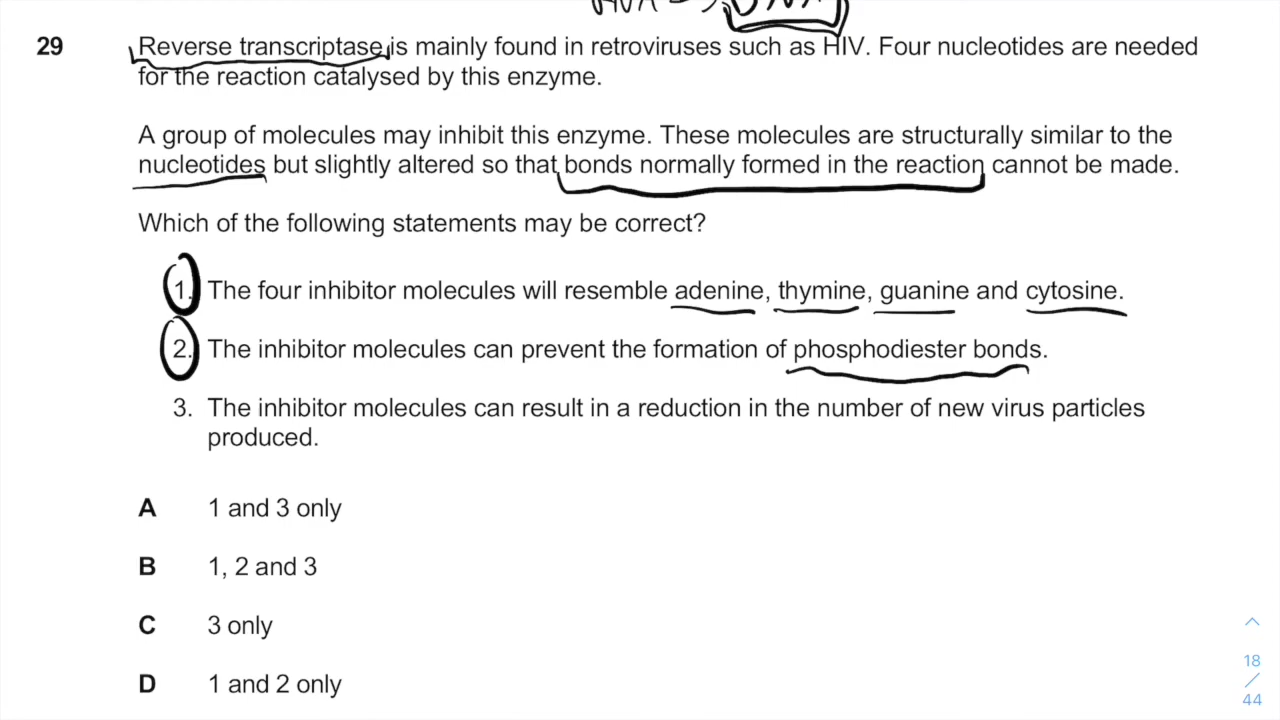 29 Reverse transcriptase is mainly found in retroviruses such as HIV. Four nucleotides are needed
for the reaction catalysed by this enzyme.
A group of molecules may inhibit this enzyme. These molecules are structurally similar to the
nucleotides but slightly altered so that bonds normally formed in the reaction cannot be made.
Which of the following statements may be correct?
1. The four inhibitor molecules will resemble adenine, thymine, guanine and cytosine.
2. The inhibitor molecules can prevent the formation of phosphodiester bonds.
3. The inhibitor molecules can result in a reduction in the number of new virus particles
produced.
A 1 and 3 only
B 1, 2 and 3
C 3 only
D 1 and 2 only
18
/
44